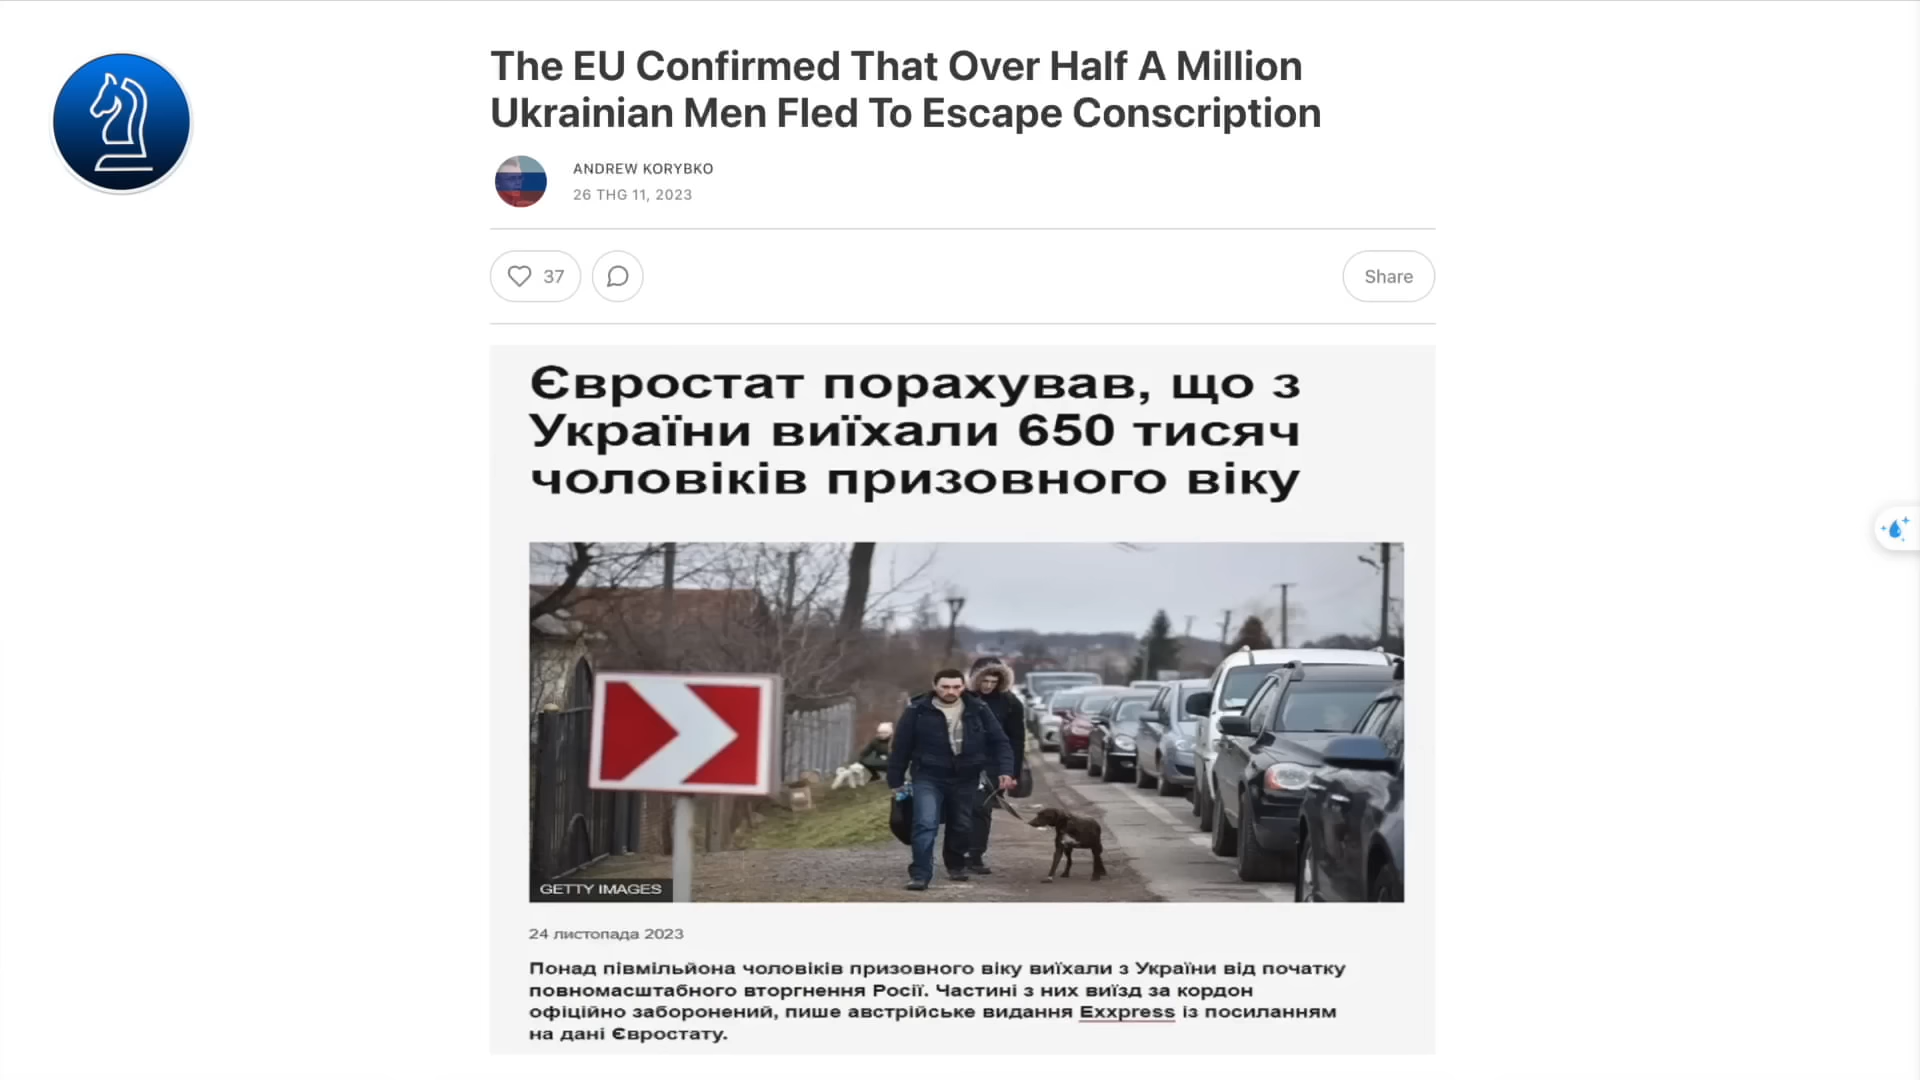 The EU Confirmed That Over Half A Million
Ukrainian Men Fled To Escape Conscription
ANDREW KORYBKO
26 THG 11, 2023
37
Share
Євростат порахував, що з
України виїхали 650 тисяч
чоловіків призовного віку
GETTY IMAGES
24 листопада 2023
Понад півмільйона чоловіків призовного віку виїхали з України від початку
повномасштабного вторгнення Росії. Частині з них виїзд за кордон
офіційно заборонений, пише австрійське видання Exxpress із посиланням
на дані Євростату.